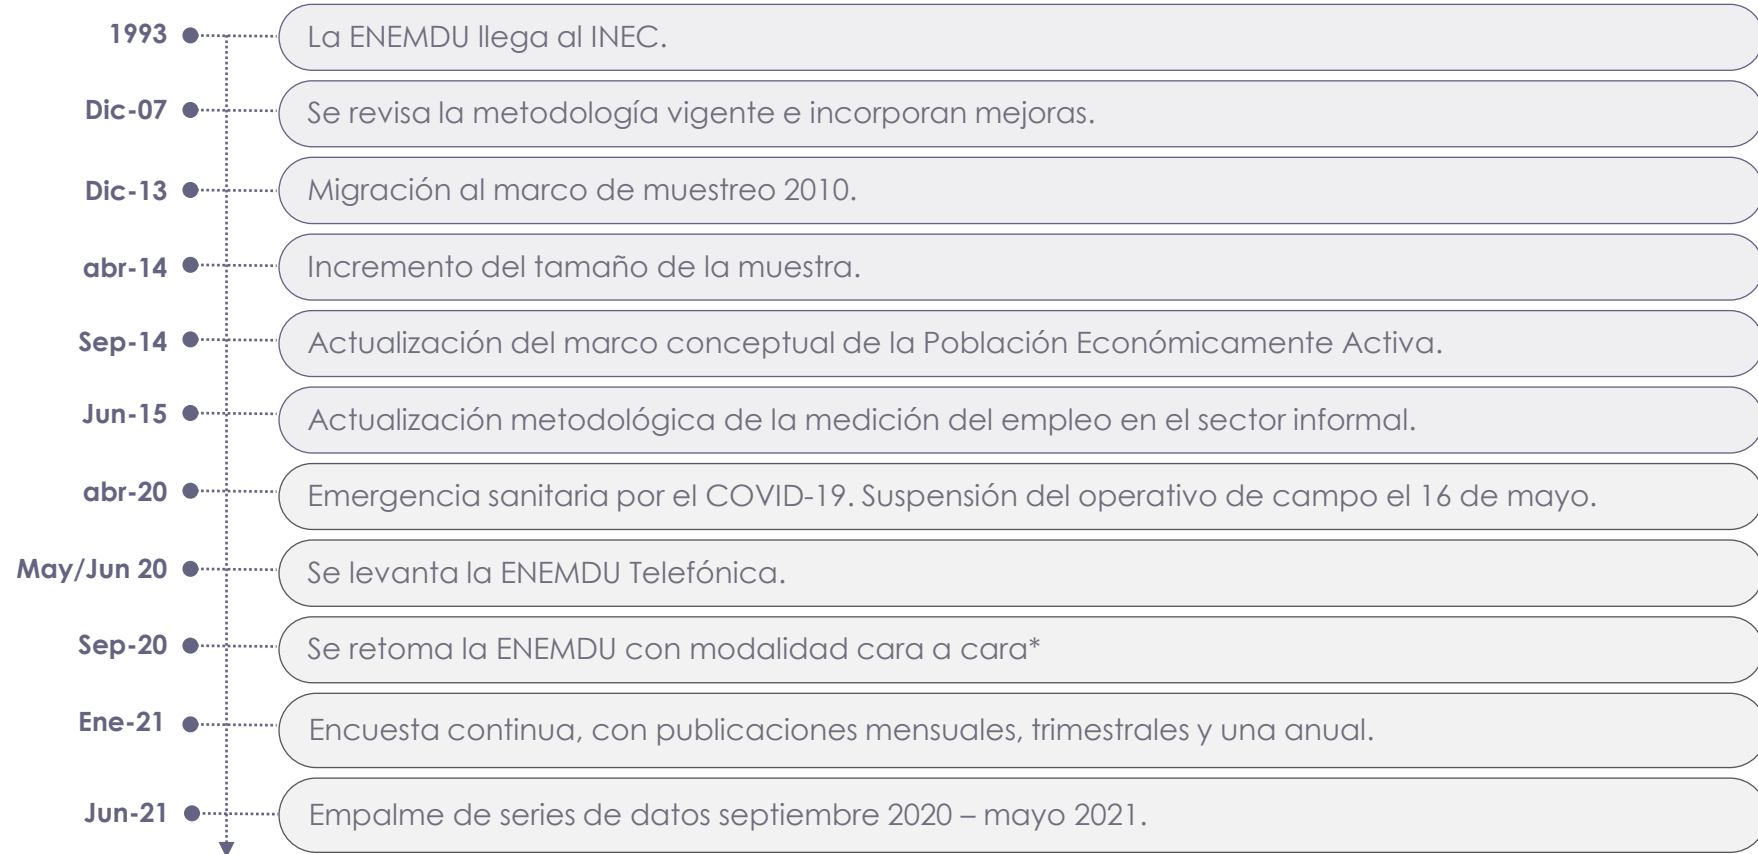 1993 La ENEMDU llega al INEC.
Dic-07 Se revisa la metodología vigente e incorporan mejoras.
Dic-13 Migración al marco de muestreo 2010.
abr-14 Incremento del tamaño de la muestra.
Sep-14 Actualización del marco conceptual de la Población Económicamente Activa.
Jun-15 Actualización metodológica de la medición del empleo en el sector informal.
abr-20 Emergencia sanitaria por el COVID-19. Suspensión del operativo de campo el 16 de mayo.
May/Jun 20 Se levanta la ENEMDU Telefónica.
Sep-20 Se retoma la ENEMDU con modalidad cara a cara*
Ene-21 Encuesta continua, con publicaciones mensuales, trimestrales y una anual.
Jun-21 Empalme de series de datos septiembre 2020 – mayo 2021.